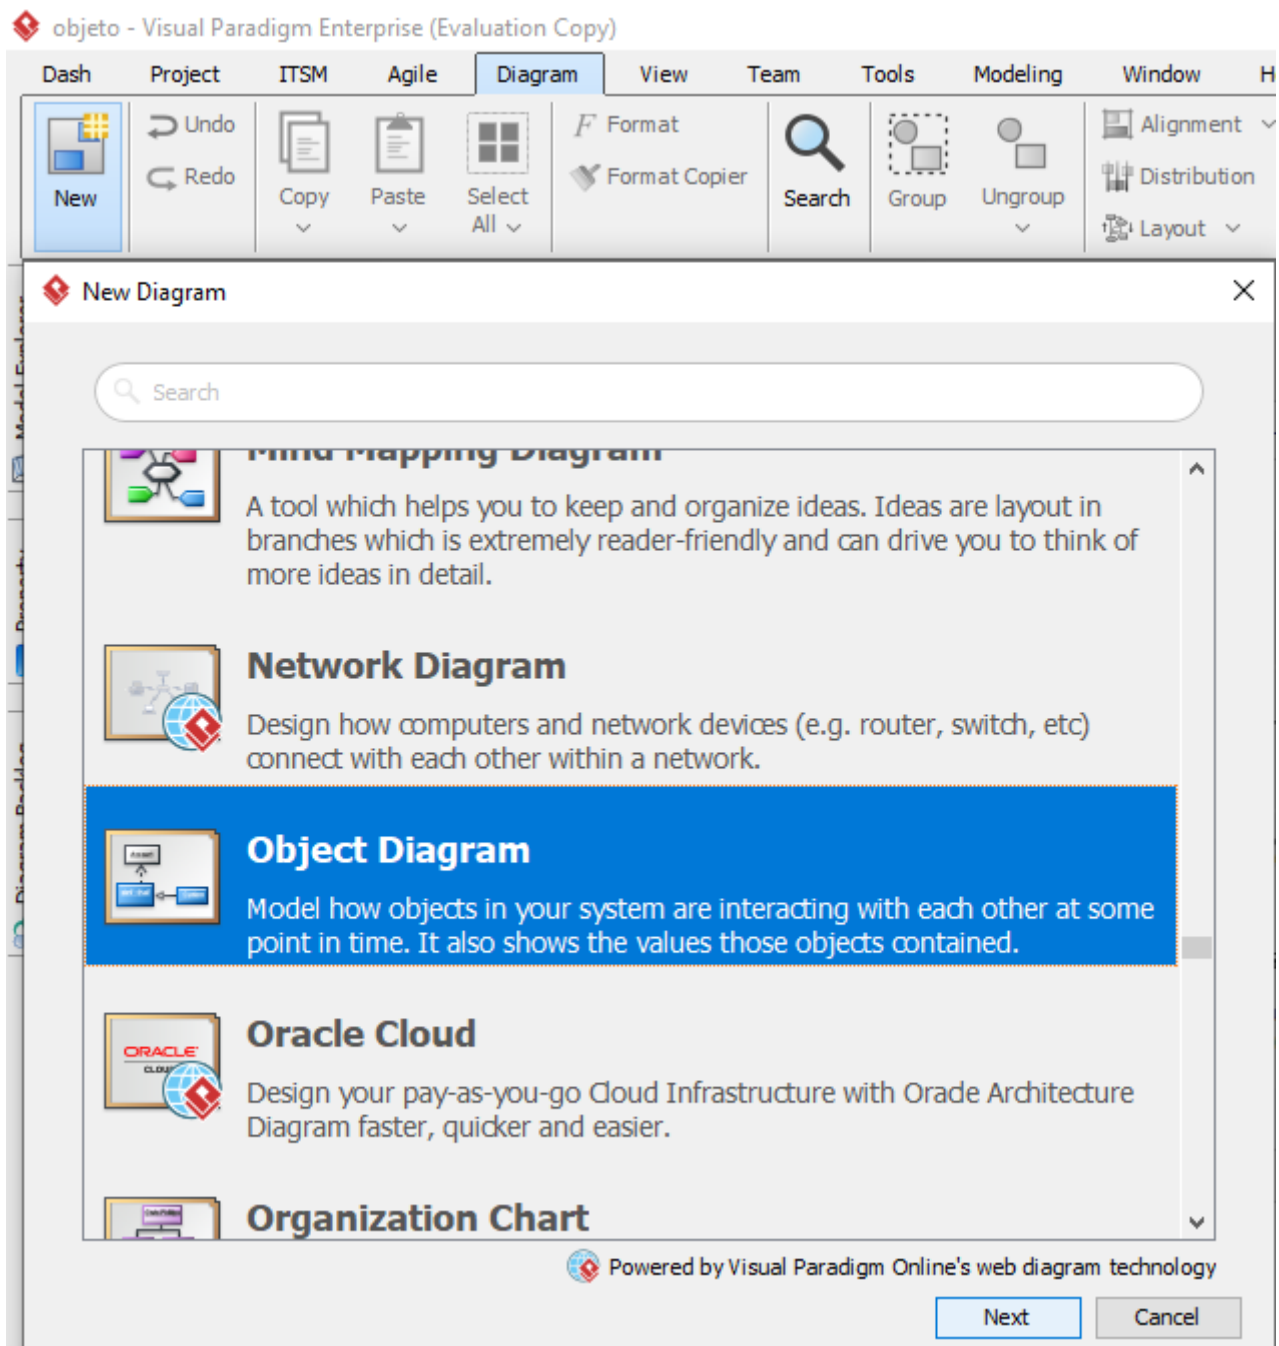 objeto - Visual Paradigm Enterprise (Evaluation Copy)
Dash Project ITSM Agile Diagram View Team Tools Modeling Window
New
Undo
Redo
Copy
Paste
Select
All
Format
Format Copier
Search
Group
Ungroup
Alignment
Distribution
Layout
New Diagram
Search
Mind Mapping Diagram
A tool which helps you to keep and organize ideas. Ideas are layout in
branches which is extremely reader-friendly and can drive you to think of
more ideas in detail.
Network Diagram
Design how computers and network devices (e.g. router, switch, etc)
connect with each other within a network.
Object Diagram
Model how objects in your system are interacting with each other at some
point in time. It also shows the values those objects contained.
ORACLE
Oracle Cloud
Design your pay-as-you-go Cloud Infrastructure with Oracle Architecture
Diagram faster, quicker and easier.
Organization Chart
Powered by Visual Paradigm Online's web diagram technology
Next
Cancel